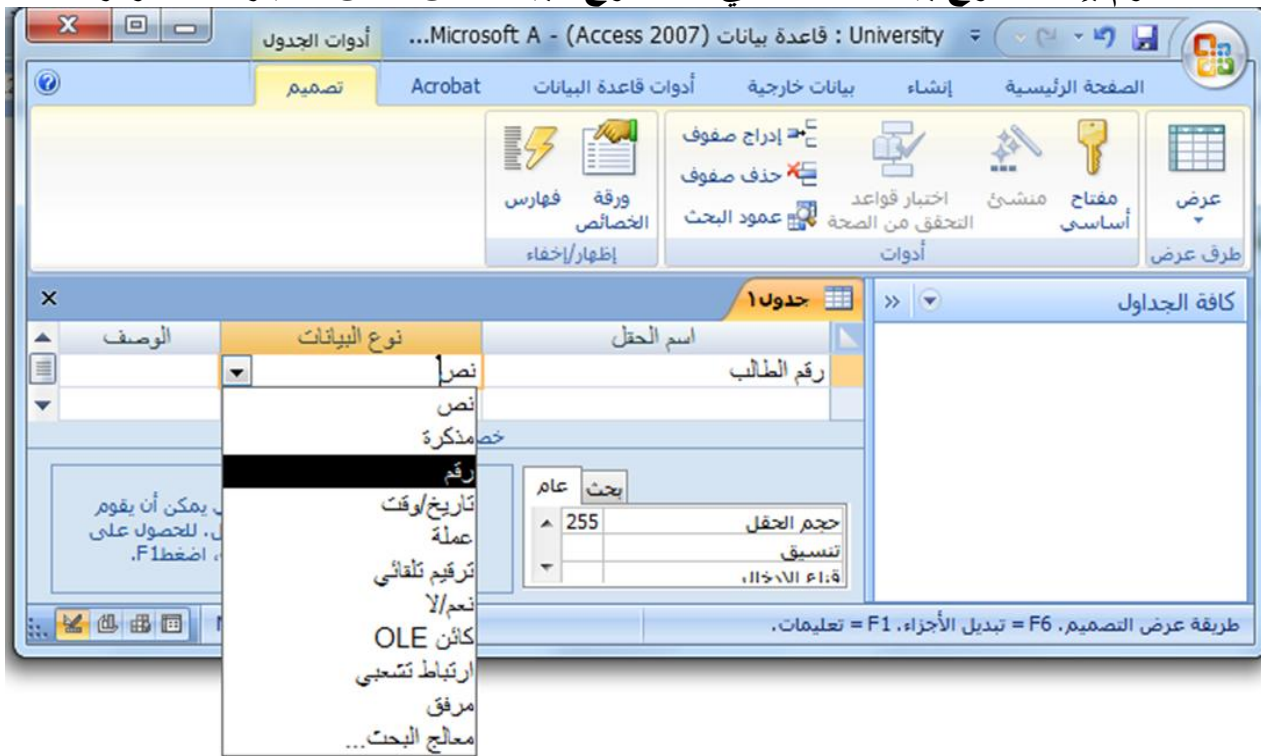 University : قاعدة بيانات (Access 2007) - Microsoft A...
أدوات الجدول
الصفحة الرئيسية
إنشاء
بيانات خارجية
أدوات قاعدة البيانات
Acrobat
تصميم
عرض
طرق عرض
مفتاح أساسي
منشئ
اختبار قواعد التحقق من الصحة
إدراج صفوف
حذف صفوف
عمود البحث
أدوات
ورقة الخصائص
فهارس
إظهار/إخفاء
كافة الجداول
جدول١
اسم الحقل
نوع البيانات
الوصف
رقم الطالب
نص
نص
مذكرة
رقم
تاريخ/وقت
عملة
ترقيم تلقائي
نعم/لا
كائن OLE
ارتباط تشعبي
مرفق
معالج البحث...
عام
بحث
حجم الحقل
255
تنسيق
قناع الإدخال
يمكن أن يقوم
للحصول على
اضغط F1.
طريقة عرض التصميم. F6 = تبديل الأجزاء. F1 = تعليمات.